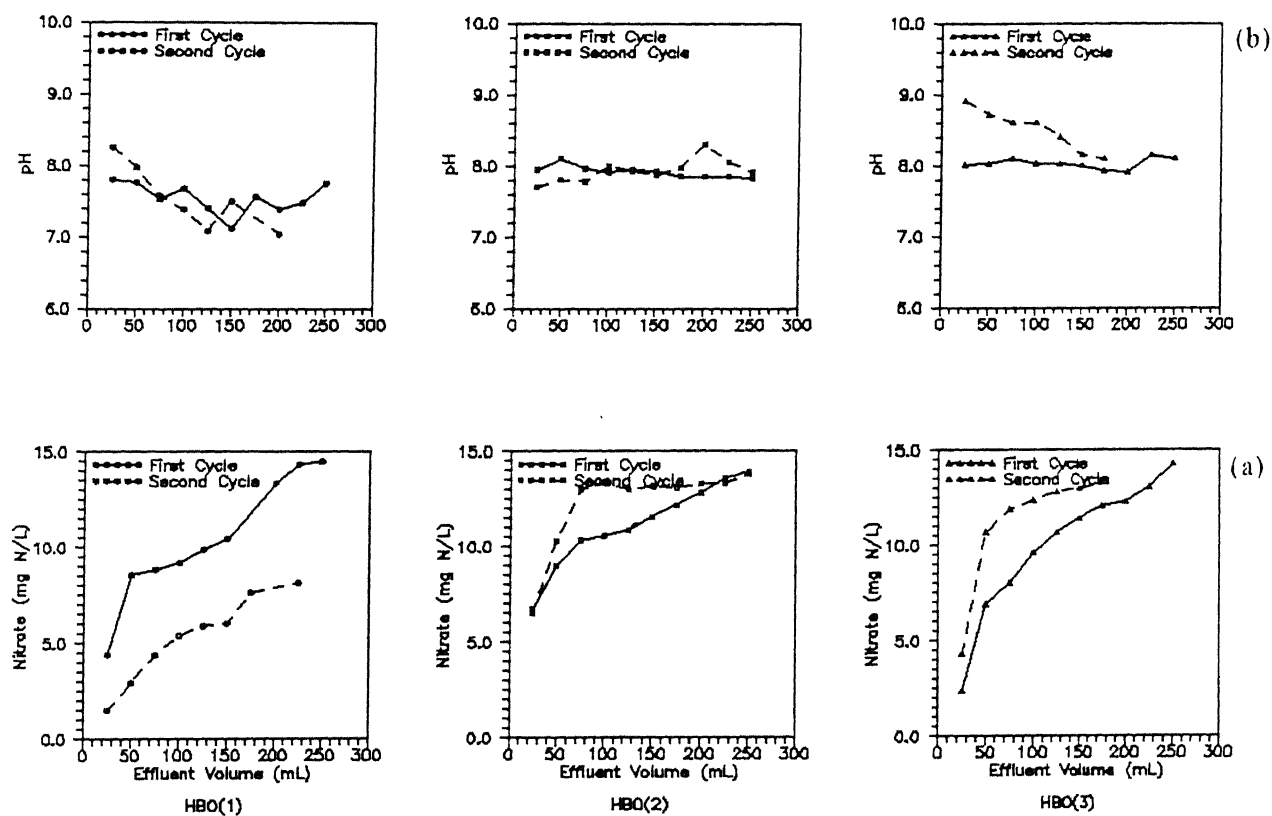 10.0
9.0
8.0
7.0
6.0
pH
First Cycle
Second Cycle
0 50 100 150 200 250 300
10.0
9.0
8.0
7.0
6.0
pH
First Cycle
Second Cycle
0 50 100 150 200 250 300
10.0
9.0
8.0
7.0
6.0
pH
First Cycle
Second Cycle
0 50 100 150 200 250 300
(b)
15.0
10.0
5.0
0.0
Nitrate (mg N/L)
First Cycle
Second Cycle
0 50 100 150 200 250 300
Effluent Volume (mL)
HBO(1)
15.0
10.0
5.0
0.0
Nitrate (mg N/L)
First Cycle
Second Cycle
0 50 100 150 200 250 300
Effluent Volume (mL)
HBO(2)
15.0
10.0
5.0
0.0
Nitrate (mg N/L)
First Cycle
Second Cycle
0 50 100 150 200 250 300
Effluent Volume (mL)
HBO(3)
(a)